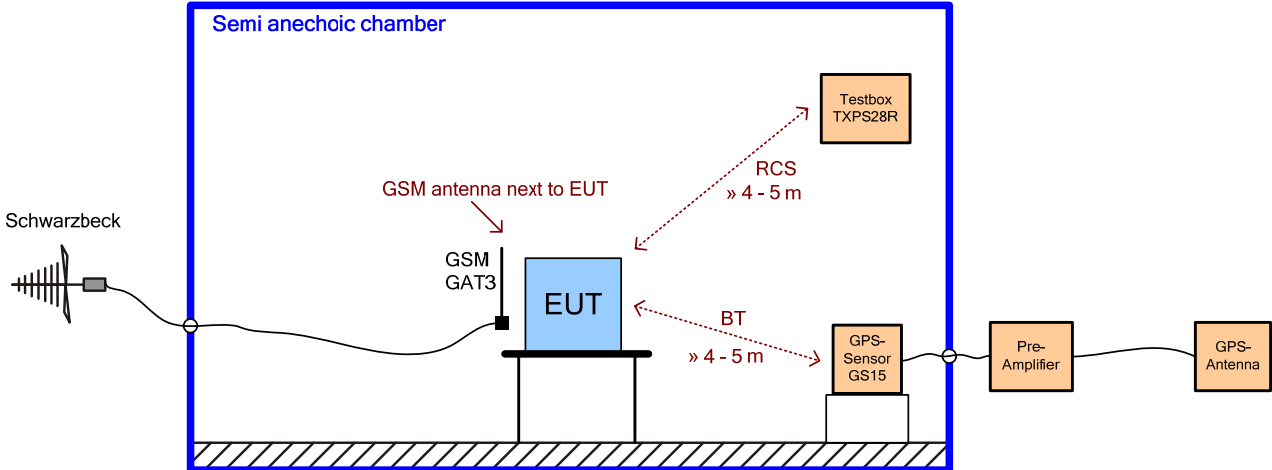 Semi anechoic chamber
Testbox
TXPS28R
RCS
» 4 - 5 m
GSM antenna next to EUT
Schwarzbeck
GSM
GAT3
EUT
BT
» 4 - 5 m
GPS-
Sensor
GS15
Pre-
Amplifier
GPS-
Antenna